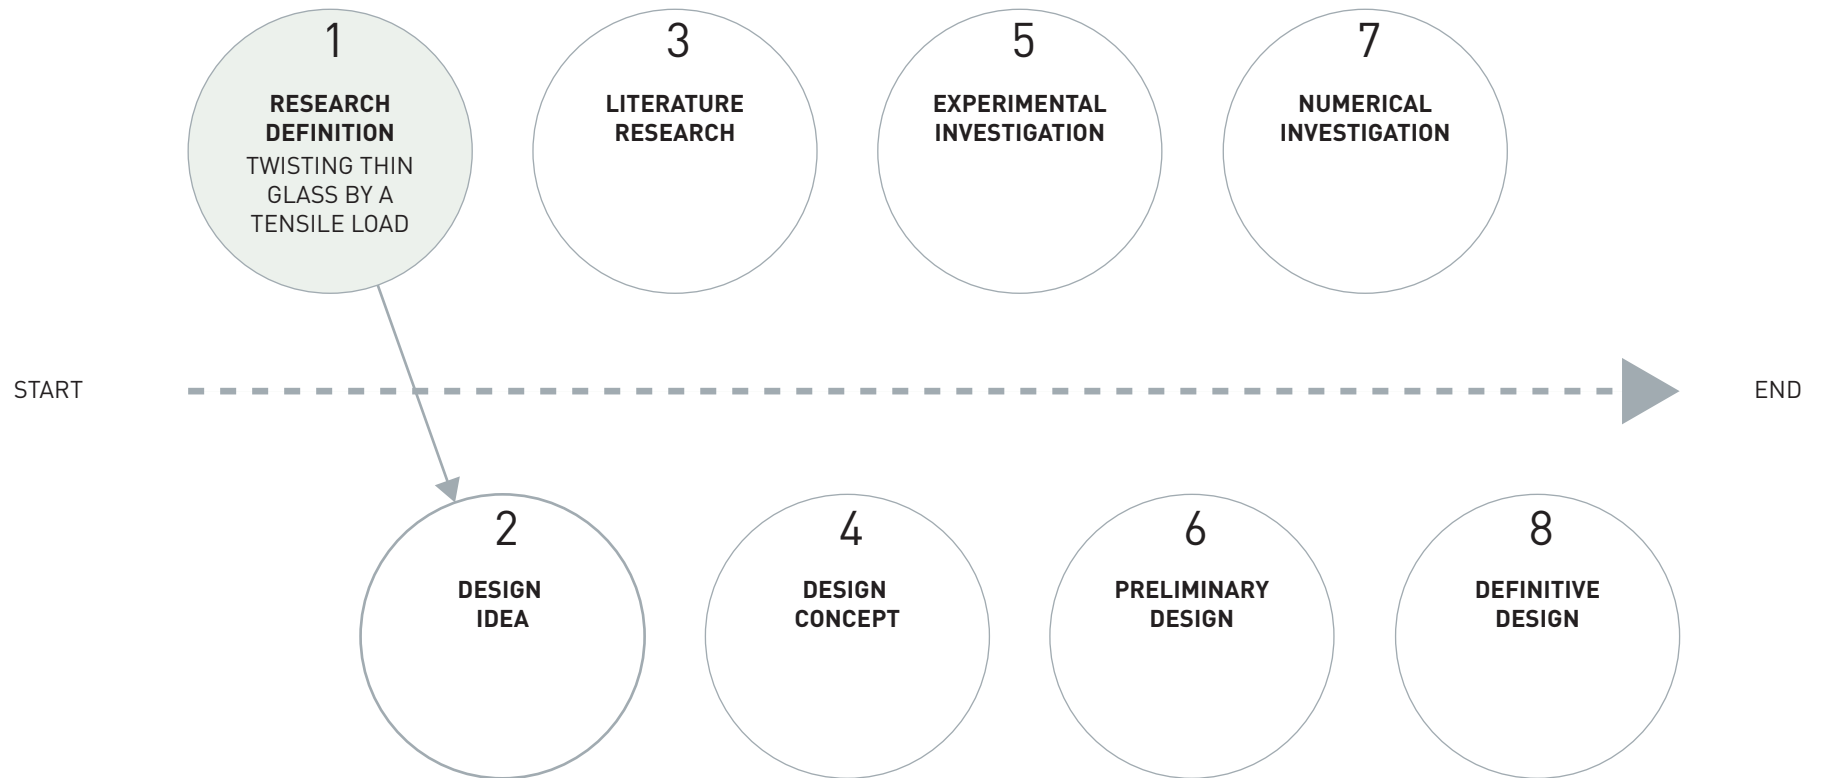 1
RESEARCH
DEFINITION
TWISTING THIN
GLASS BY A
TENSILE LOAD
3
LITERATURE
RESEARCH
5
EXPERIMENTAL
INVESTIGATION
7
NUMERICAL
INVESTIGATION
START
END
2
DESIGN
IDEA
4
DESIGN
CONCEPT
6
PRELIMINARY
DESIGN
8
DEFINITIVE
DESIGN